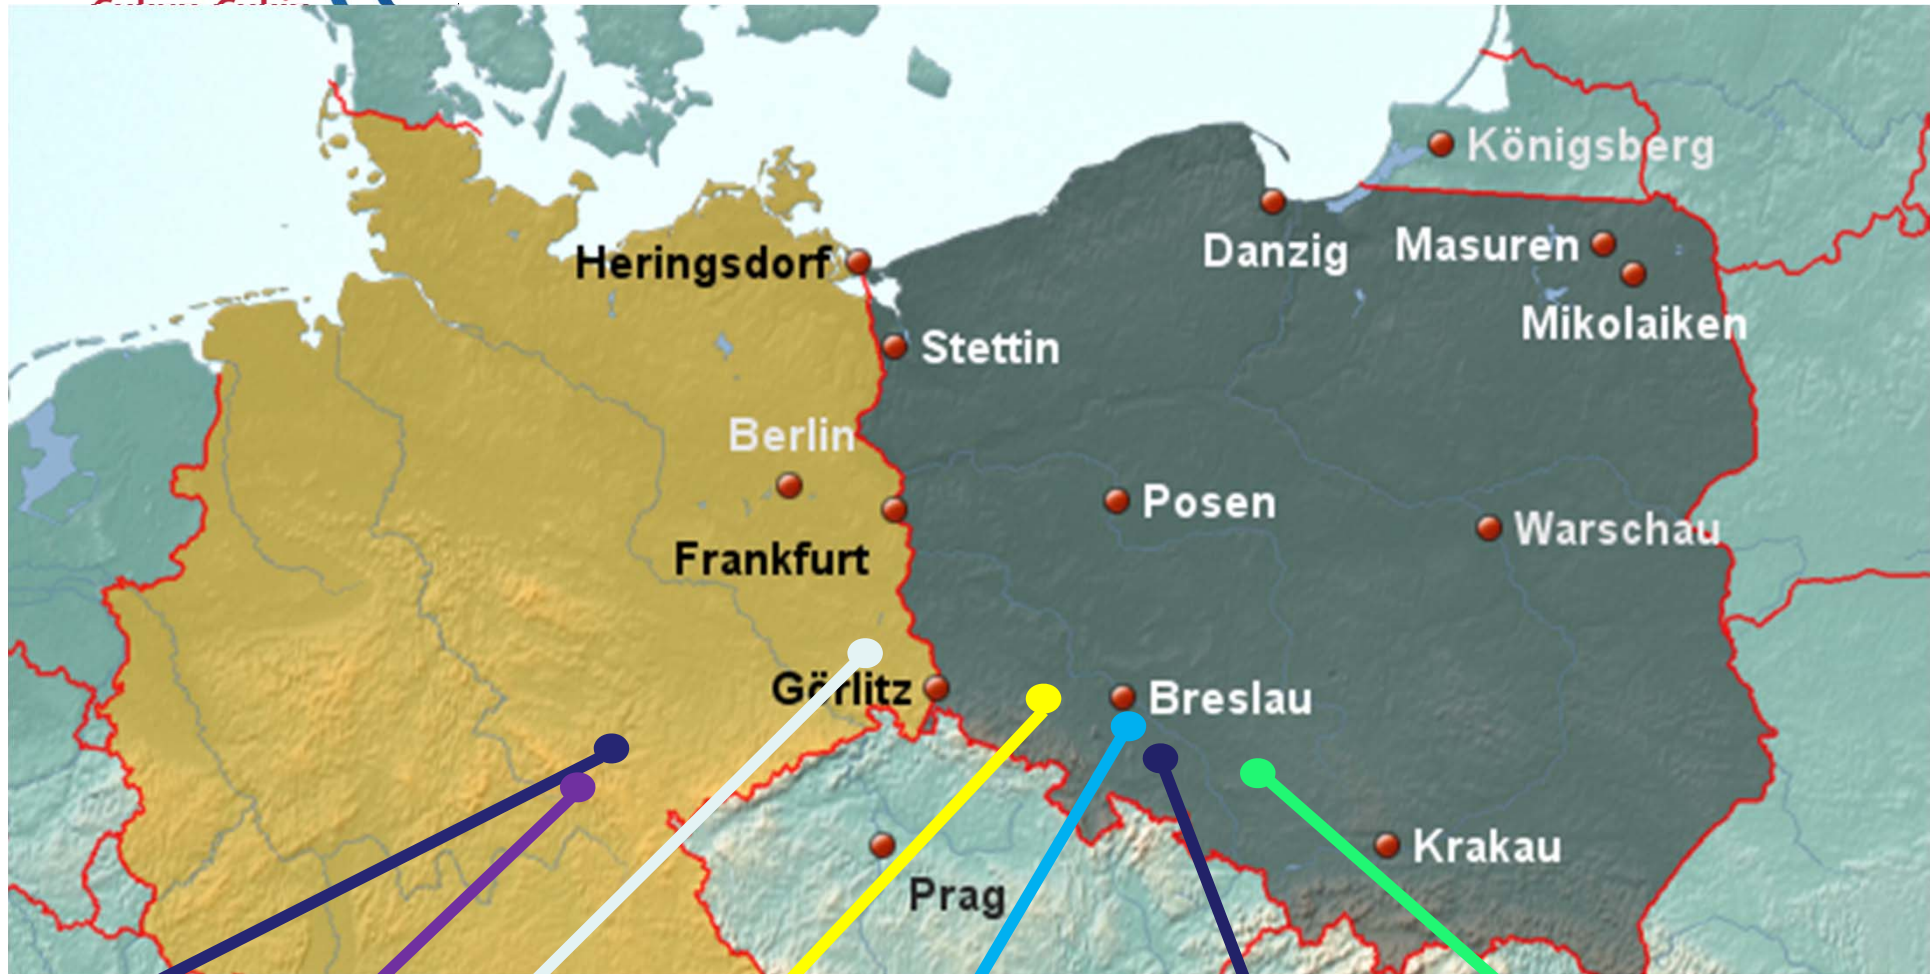 Königsberg
Danzig
Masuren
Heringsdorf
Mikolaiken
Stettin
Berlin
Posen
Warschau
Frankfurt
Görlitz
Breslau
Krakau
Prag